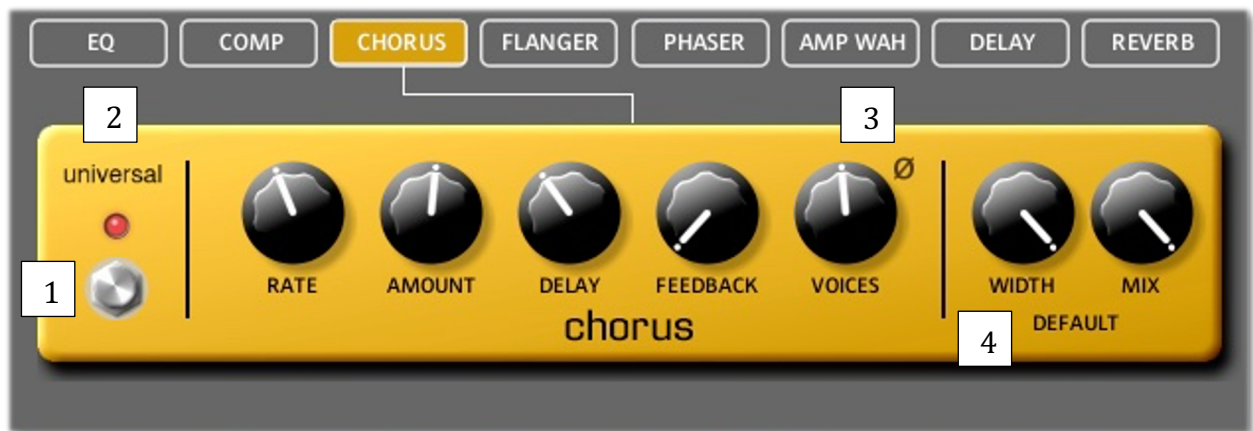 EQ COMP CHORUS FLANGER PHASER AMP WAH DELAY REVERB
2 3
universal Ø
1
RATE AMOUNT DELAY FEEDBACK VOICES WIDTH MIX
chorus 4 DEFAULT